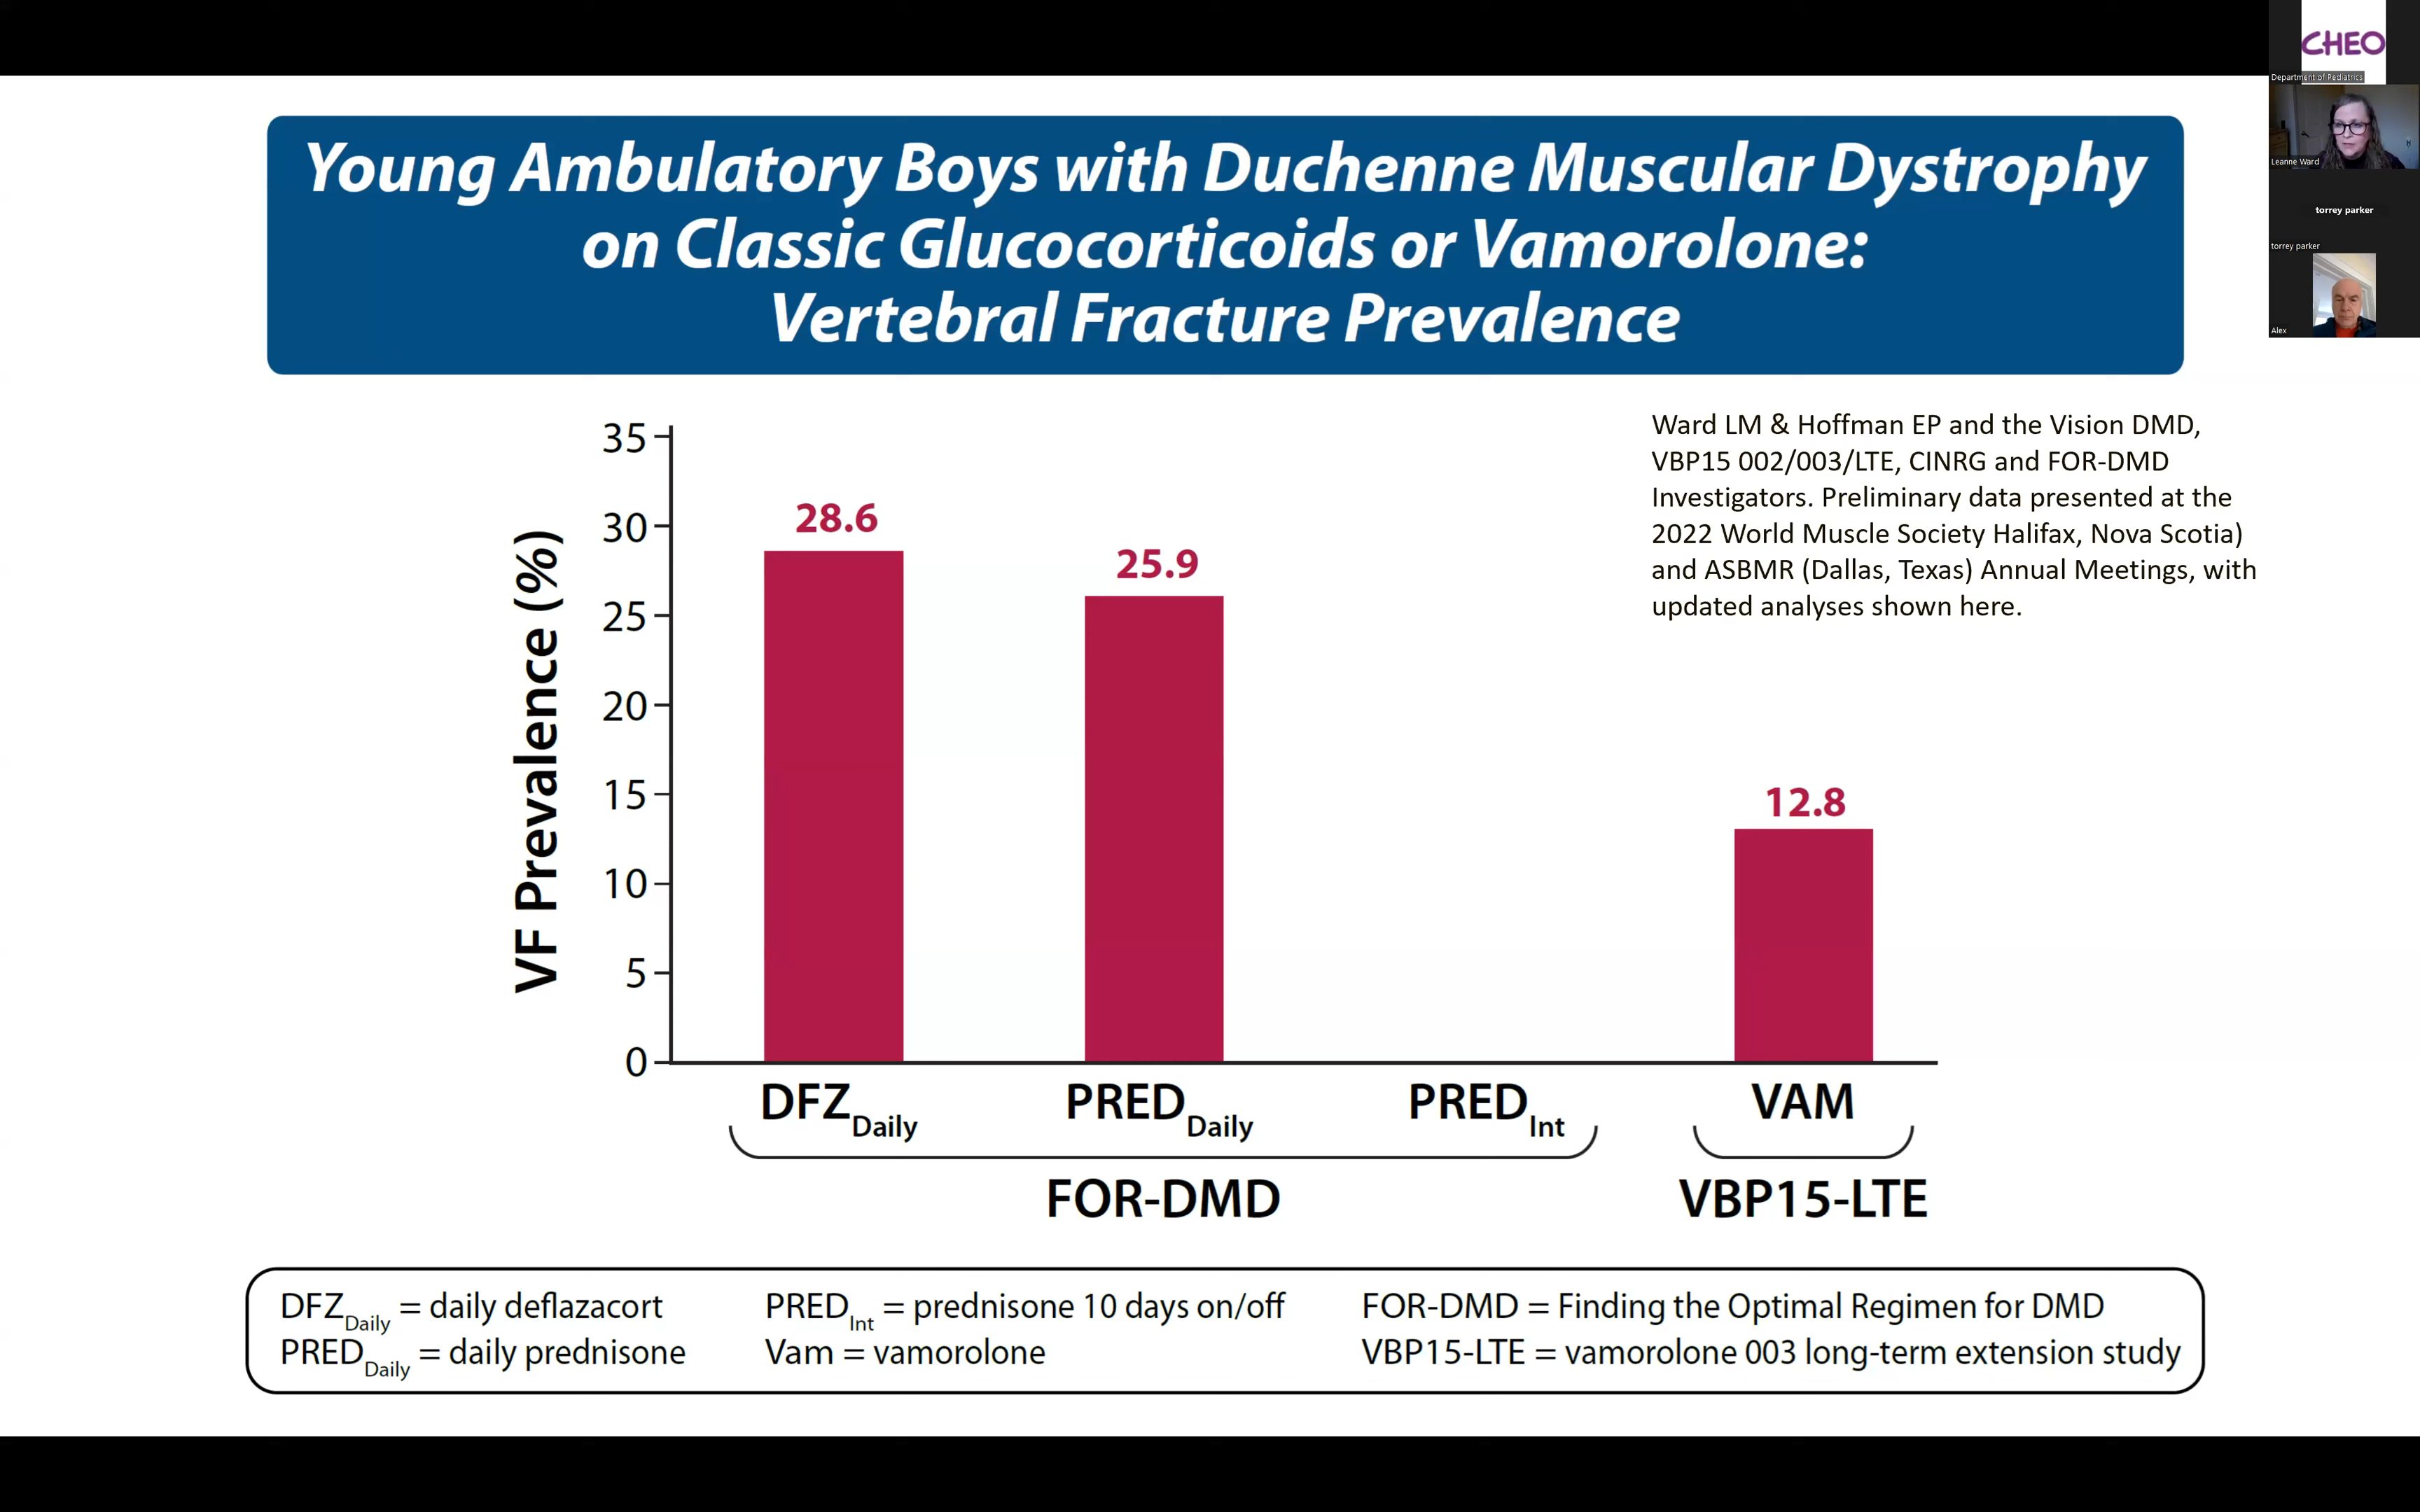 CHEO
Department of Pediatrics
Leanne Ward
torrey parker
torrey parker
Alex
Young Ambulatory Boys with Duchenne Muscular Dystrophy
on Classic Glucocorticoids or Vamorolone:
Vertebral Fracture Prevalence
Ward LM & Hoffman EP and the Vision DMD,
VBP15 002/003/LTE, CINRG and FOR-DMD
Investigators. Preliminary data presented at the
2022 World Muscle Society Halifax, Nova Scotia)
and ASBMR (Dallas, Texas) Annual Meetings, with
updated analyses shown here.
VF Prevalence (%)
35
30
25
20
15
10
5
0
28.6
25.9
12.8
DFZDaily
PREDDaily
PREDInt
VAM
FOR-DMD
VBP15-LTE
DFZDaily = daily deflazacort
PREDDaily = daily prednisone
PREDInt = prednisone 10 days on/off
Vam = vamorolone
FOR-DMD = Finding the Optimal Regimen for DMD
VBP15-LTE = vamorolone 003 long-term extension study